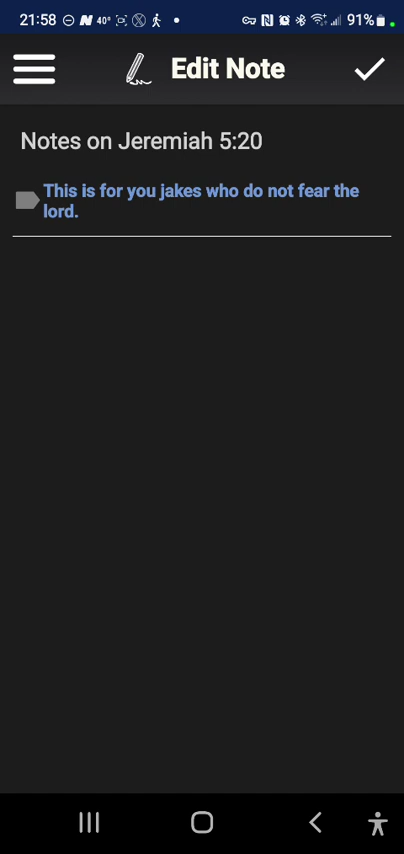 21:58 40° 91%
Edit Note
Notes on Jeremiah 5:20
This is for you jakes who do not fear the
lord.